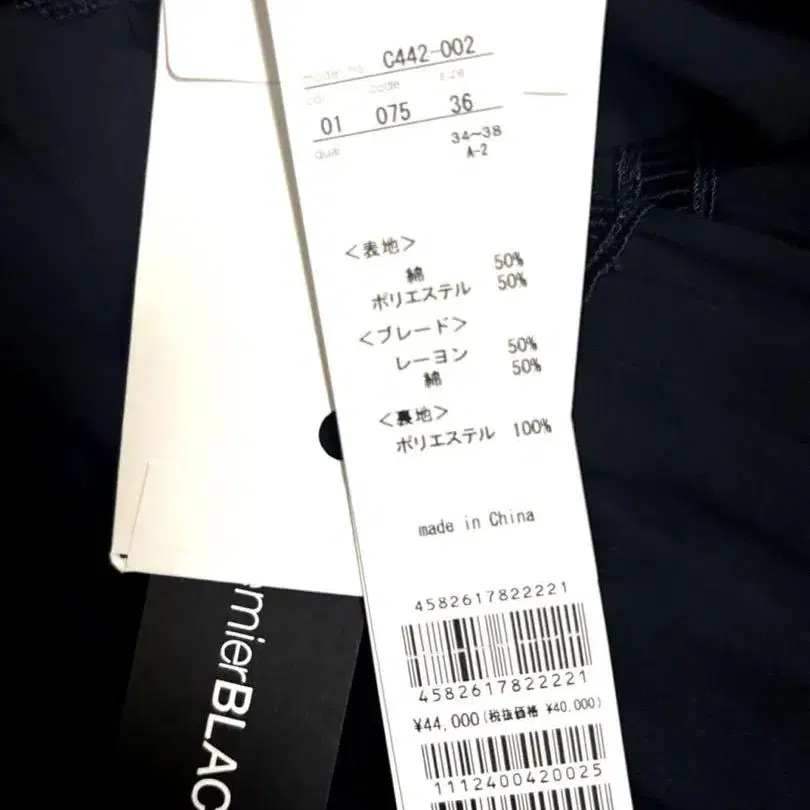 model no. C442-002
col code size
01 075 36
qual 34~38
A-2
<表地>
綿 50%
ポリエステル 50%
<ブレード>
レーヨン 50%
綿 50%
<裏地>
ポリエステル 100%
made in China
4582617822221
4582617822221
¥44,000(税抜価格 ¥40,000)
1112400420025
emierBLAC